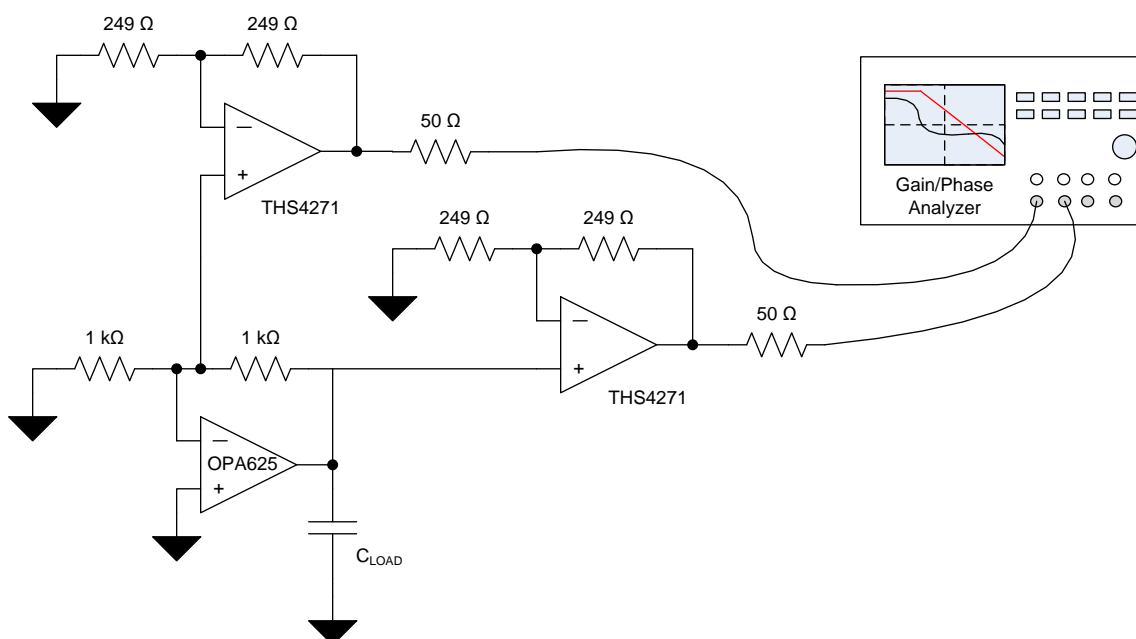 249 Ω 249 Ω
50 Ω
−
+
THS4271
Gain/Phase
Analyzer
249 Ω 249 Ω
50 Ω
−
+
THS4271
1 kΩ 1 kΩ
−
OPA625
+
C_LOAD